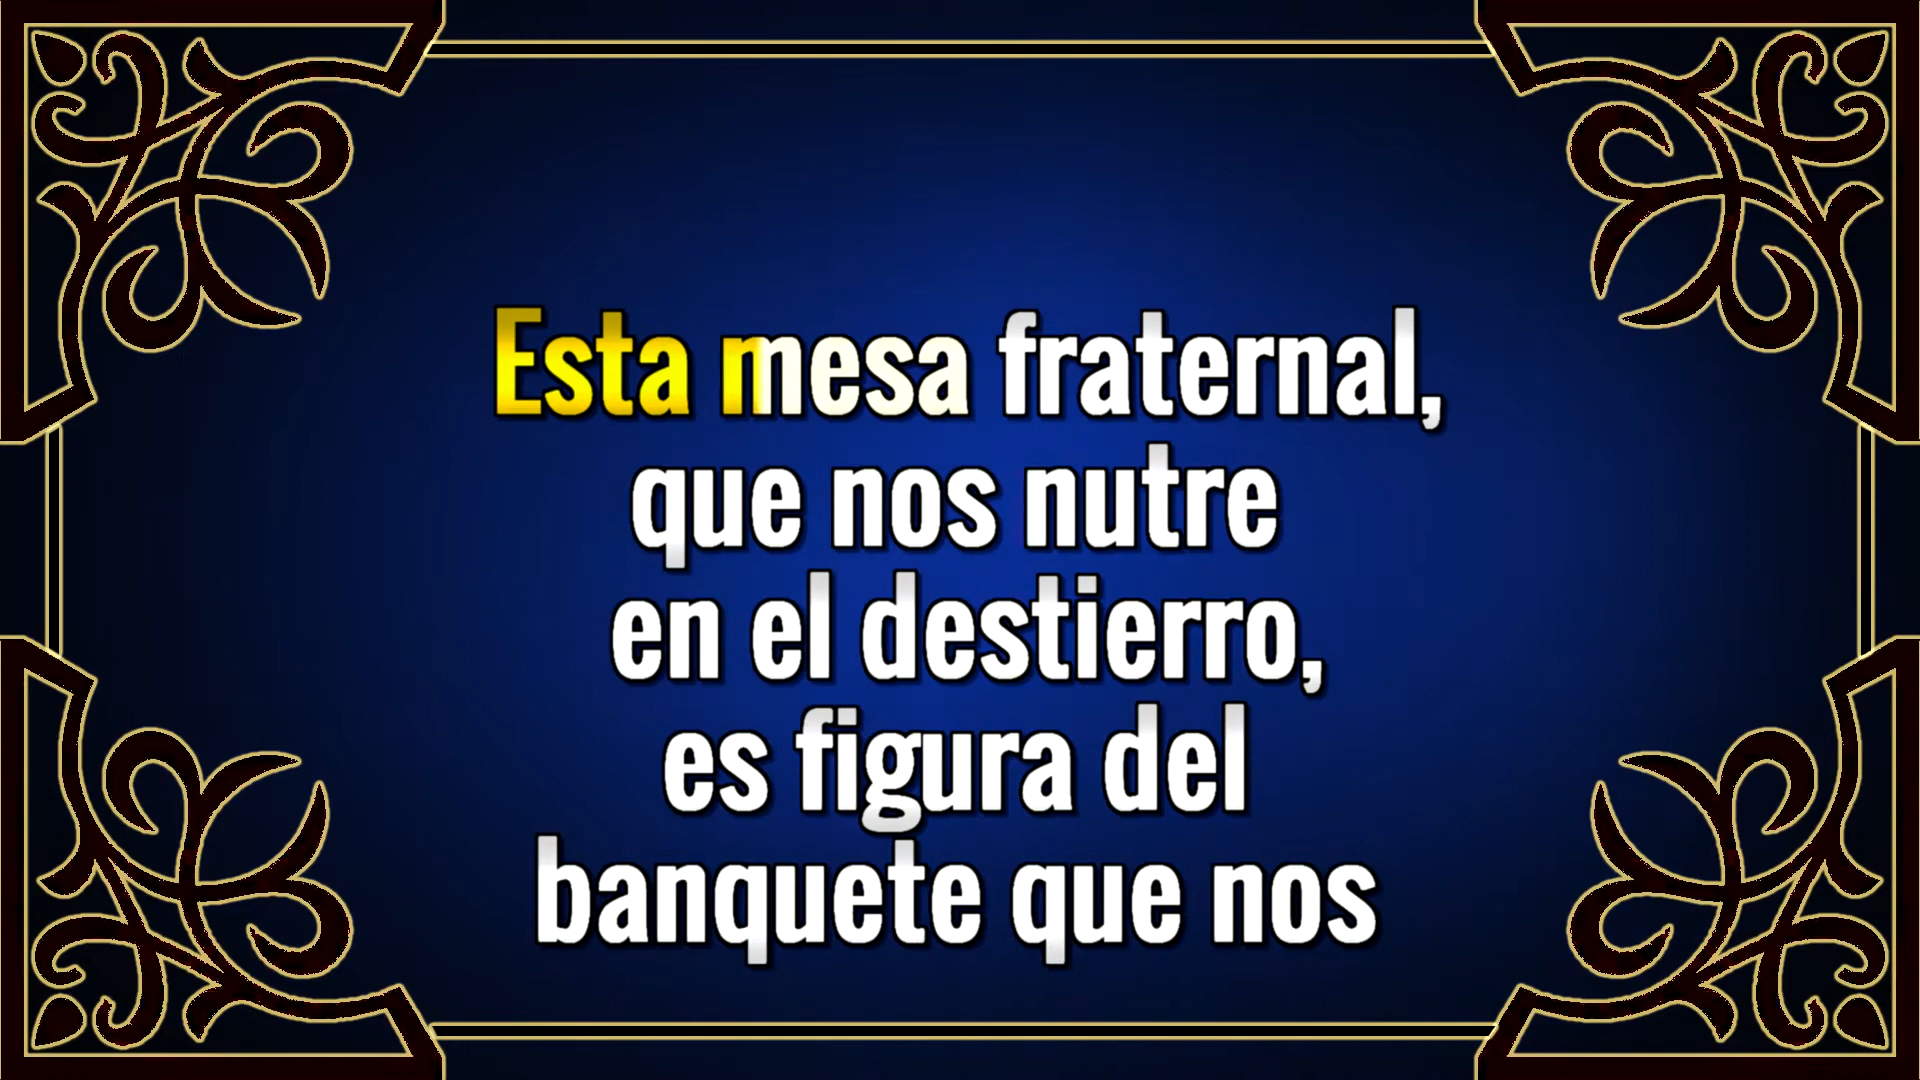 Esta mesa fraternal,
que nos nutre
en el destierro,
es figura del
banquete que nos